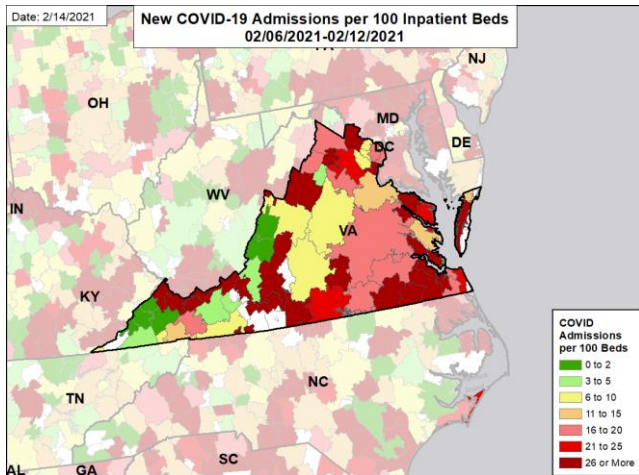 Date: 2/14/2021
New COVID-19 Admissions per 100 Inpatient Beds
02/06/2021-02/12/2021
NJ
OH
MD
DC
DE
WV
IN
VA
KY
NC
TN
SC
AL
GA
COVID
Admissions
per 100 Beds
0 to 2
3 to 5
6 to 10
11 to 15
16 to 20
21 to 25
26 or More